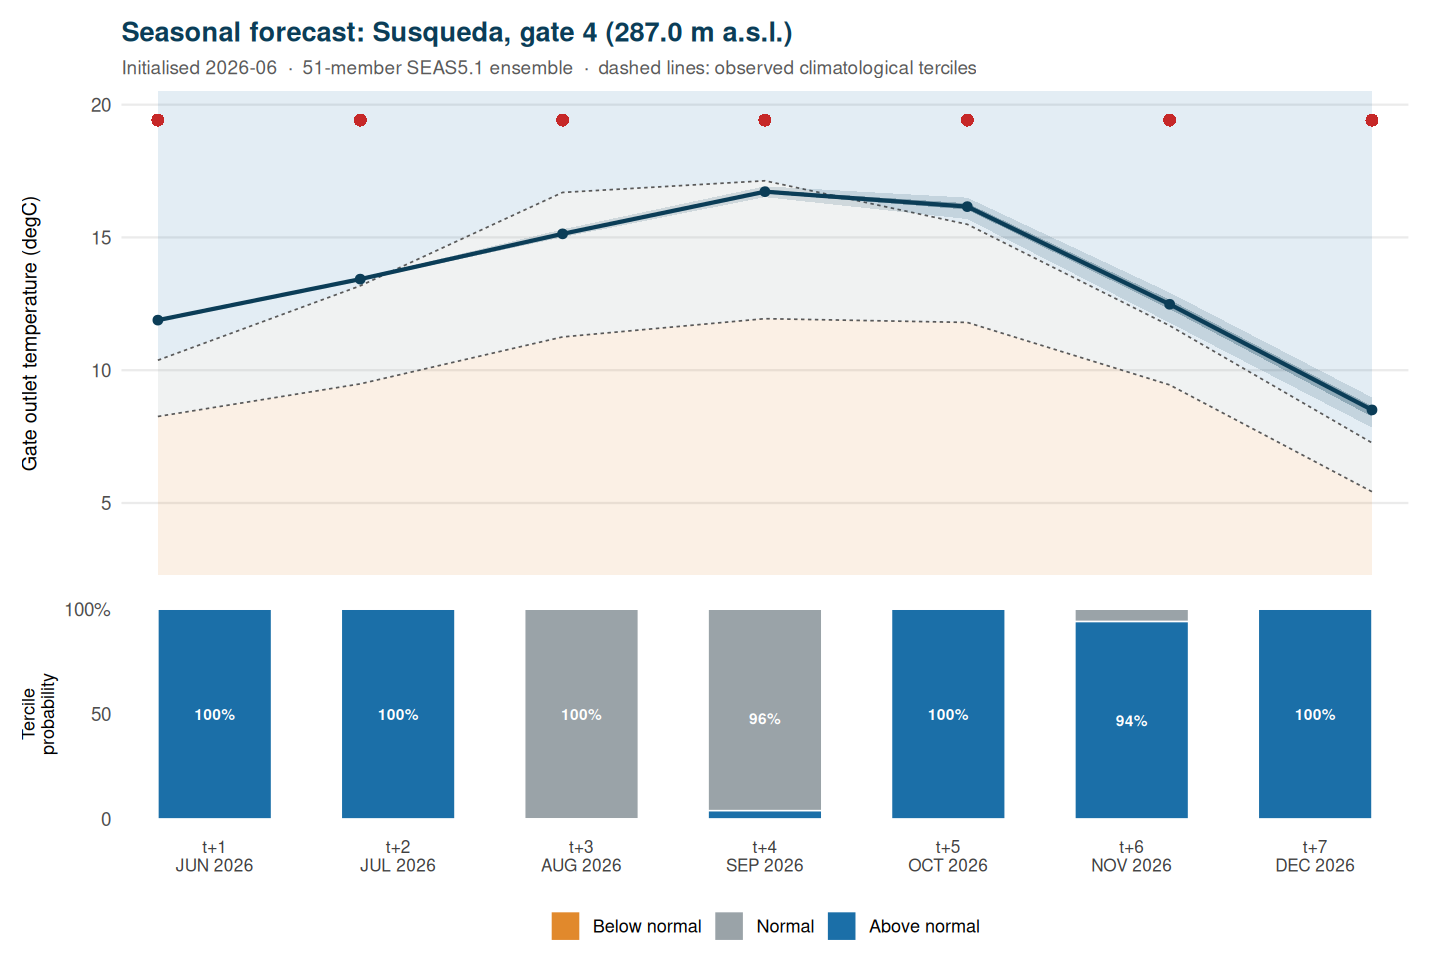 Seasonal forecast: Susqueda, gate 4 (287.0 m a.s.l.)
Initialised 2026-06 · 51-member SEAS5.1 ensemble · dashed lines: observed climatological terciles
Gate outlet temperature (degC)
20
15
10
5
Tercile
probability
100%
50
0
100%
100%
100%
96%
100%
94%
100%
t+1
JUN 2026
t+2
JUL 2026
t+3
AUG 2026
t+4
SEP 2026
t+5
OCT 2026
t+6
NOV 2026
t+7
DEC 2026
Below normal
Normal
Above normal